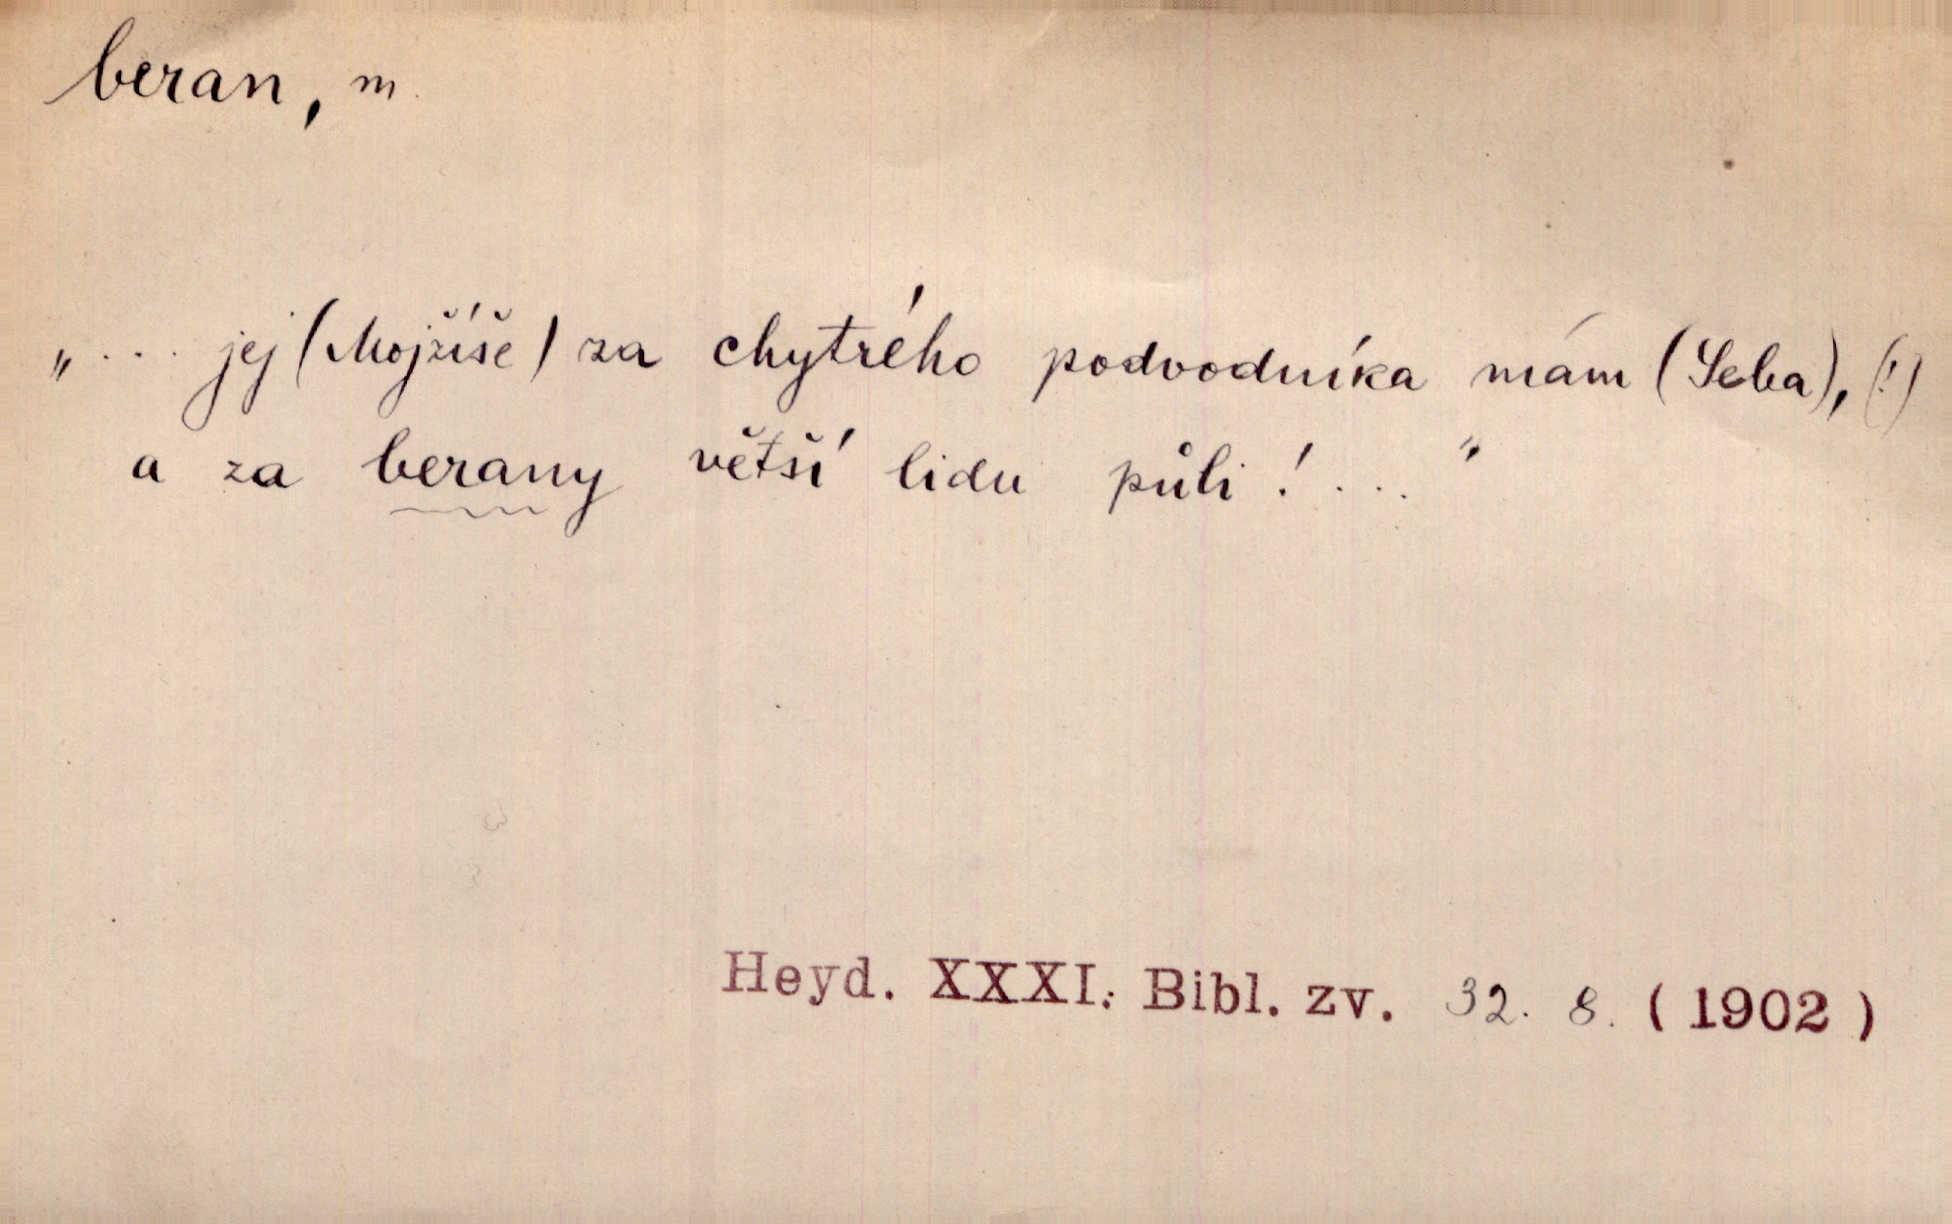 beran, m.
„... jej (Mojžíše) za chytrého podvodníka mám (Seba), (!)
a za berany větší lidu půli! ..."
Heyd. XXXI. Bibl. zv. 32. 8. (1902)